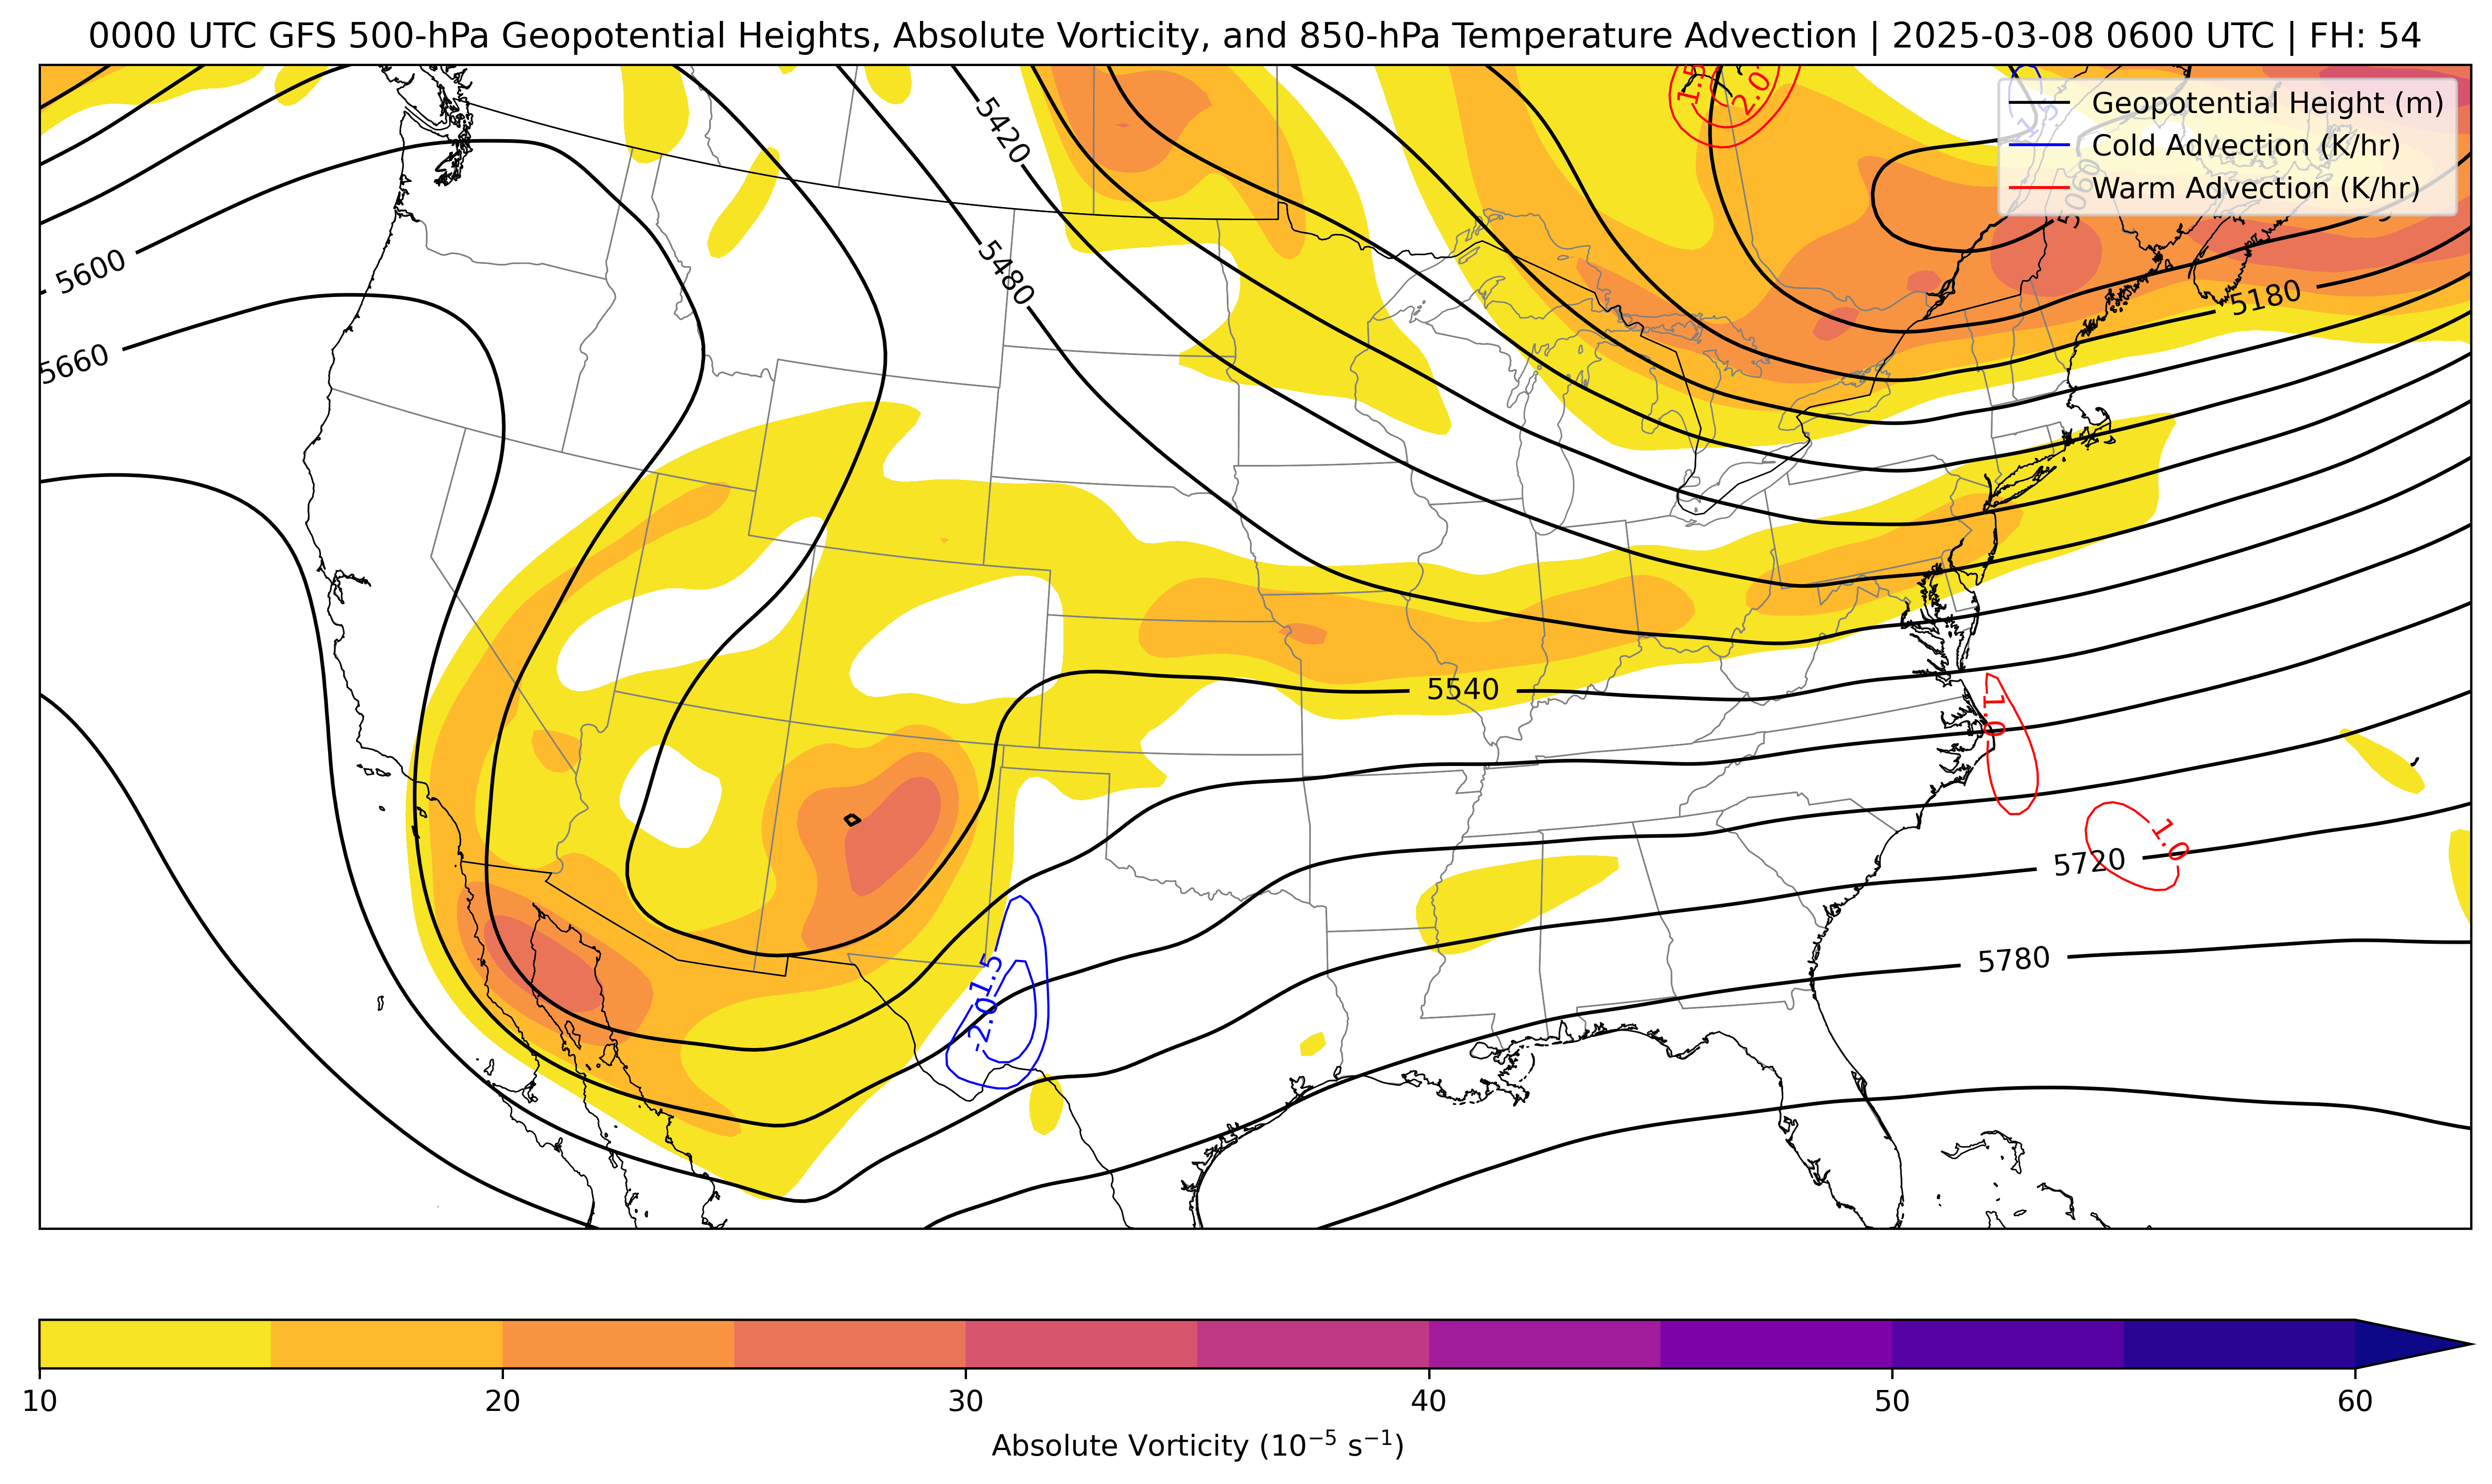 0000 UTC GFS 500-hPa Geopotential Heights, Absolute Vorticity, and 850-hPa Temperature Advection | 2025-03-08 0600 UTC | FH: 54
Geopotential Height (m)
Cold Advection (K/hr)
Warm Advection (K/hr)
1.5
2.0
5420
5060
5480
5600
5180
5660
5540
1.0
1.0
5720
5780
-1.5
-2.0
10 20 30 40 50 60
Absolute Vorticity (10⁻⁵ s⁻¹)